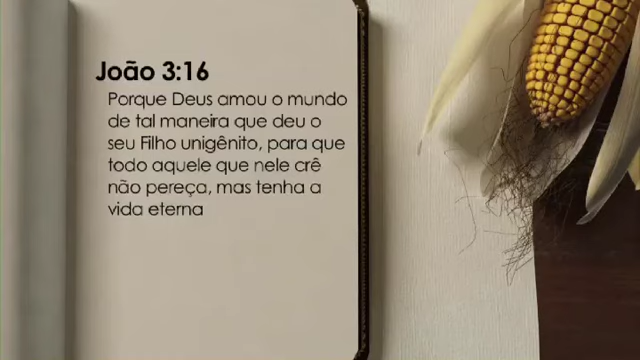 João 3:16
Porque Deus amou o mundo
de tal maneira que deu o
seu Filho unigênito, para que
todo aquele que nele crê
não pereça, mas tenha a
vida eterna